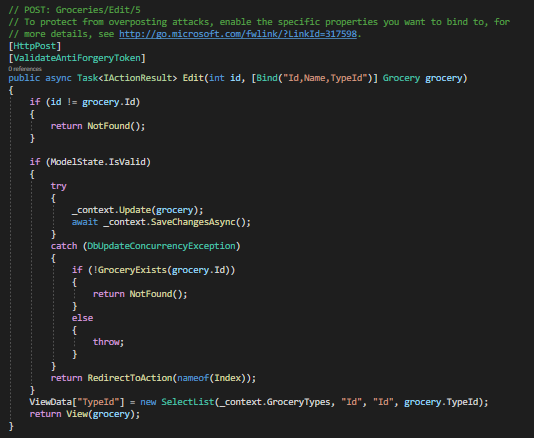 // POST: Groceries/Edit/5
// To protect from overposting attacks, enable the specific properties you want to bind to, for
// more details, see http://go.microsoft.com/fwlink/?LinkId=317598.
[HttpPost]
[ValidateAntiForgeryToken]
0 references
public async Task<IActionResult> Edit(int id, [Bind("Id,Name,TypeId")] Grocery grocery)
{
    if (id != grocery.Id)
    {
        return NotFound();
    }

    if (ModelState.IsValid)
    {
        try
        {
            _context.Update(grocery);
            await _context.SaveChangesAsync();
        }
        catch (DbUpdateConcurrencyException)
        {
            if (!GroceryExists(grocery.Id))
            {
                return NotFound();
            }
            else
            {
                throw;
            }
        }
        return RedirectToAction(nameof(Index));
    }
    ViewData["TypeId"] = new SelectList(_context.GroceryTypes, "Id", "Id", grocery.TypeId);
    return View(grocery);
}